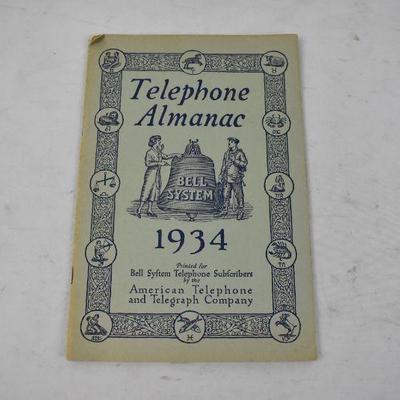 Telephone
Almanac
BELL
SYSTEM
1934
Printed for
Bell System Telephone Subscribers
by the
American Telephone
and Telegraph Company